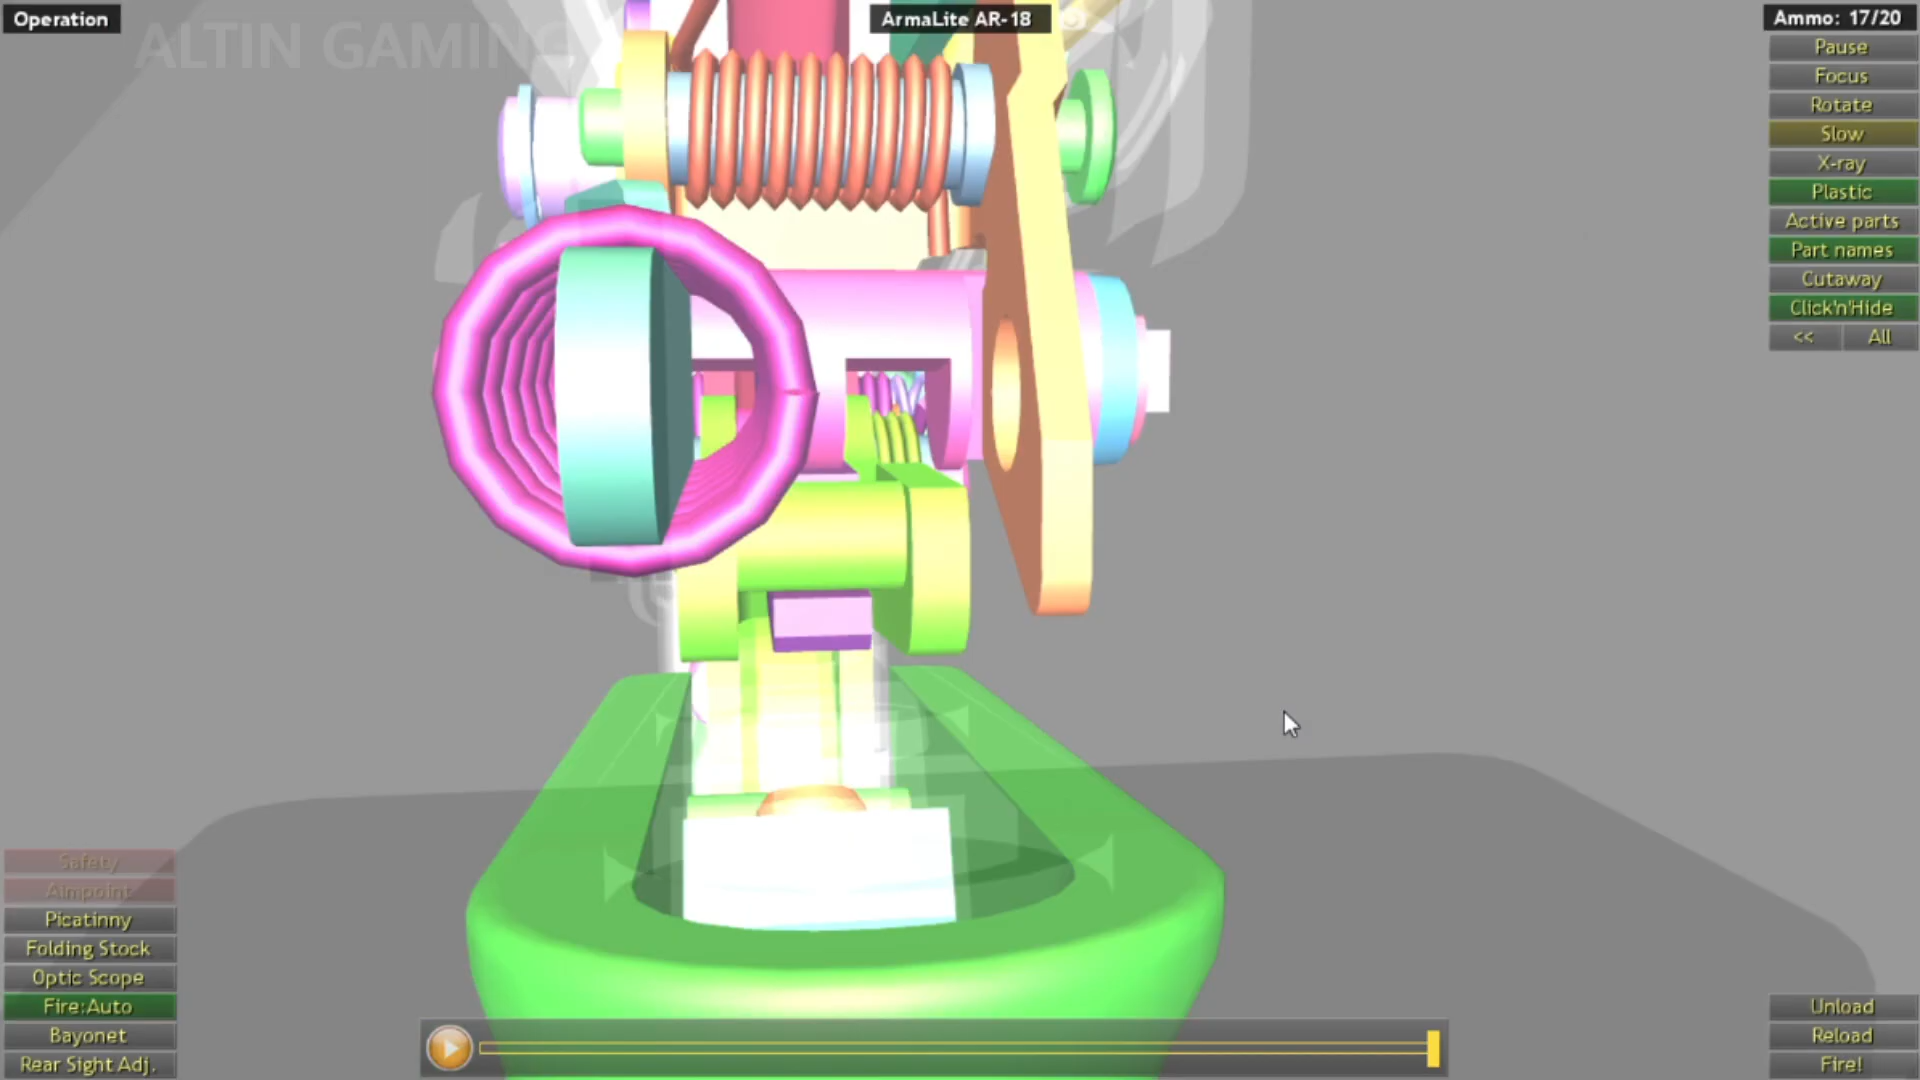 Operation
ALTIN GAMING
ArmaLite AR-18
Ammo: 17/20
Pause
Focus
Rotate
Slow
X-ray
Plastic
Active parts
Part names
Cutaway
Click'n'Hide
<< All
Safety
Aimpoint
Picatinny
Folding Stock
Optic Scope
Fire:Auto
Bayonet
Rear Sight Adj.
Unload
Reload
Fire!